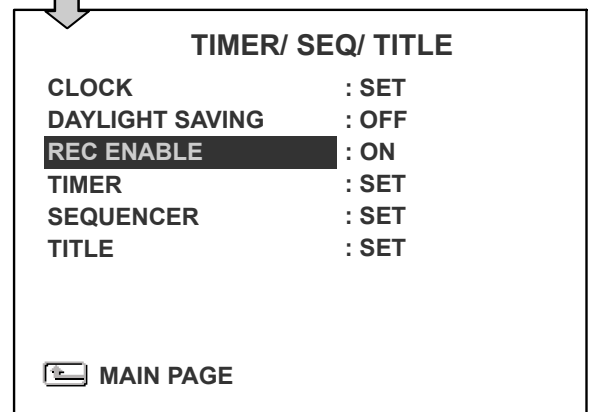 TIMER/ SEQ/ TITLE
CLOCK : SET
DAYLIGHT SAVING : OFF
REC ENABLE : ON
TIMER : SET
SEQUENCER : SET
TITLE : SET
MAIN PAGE